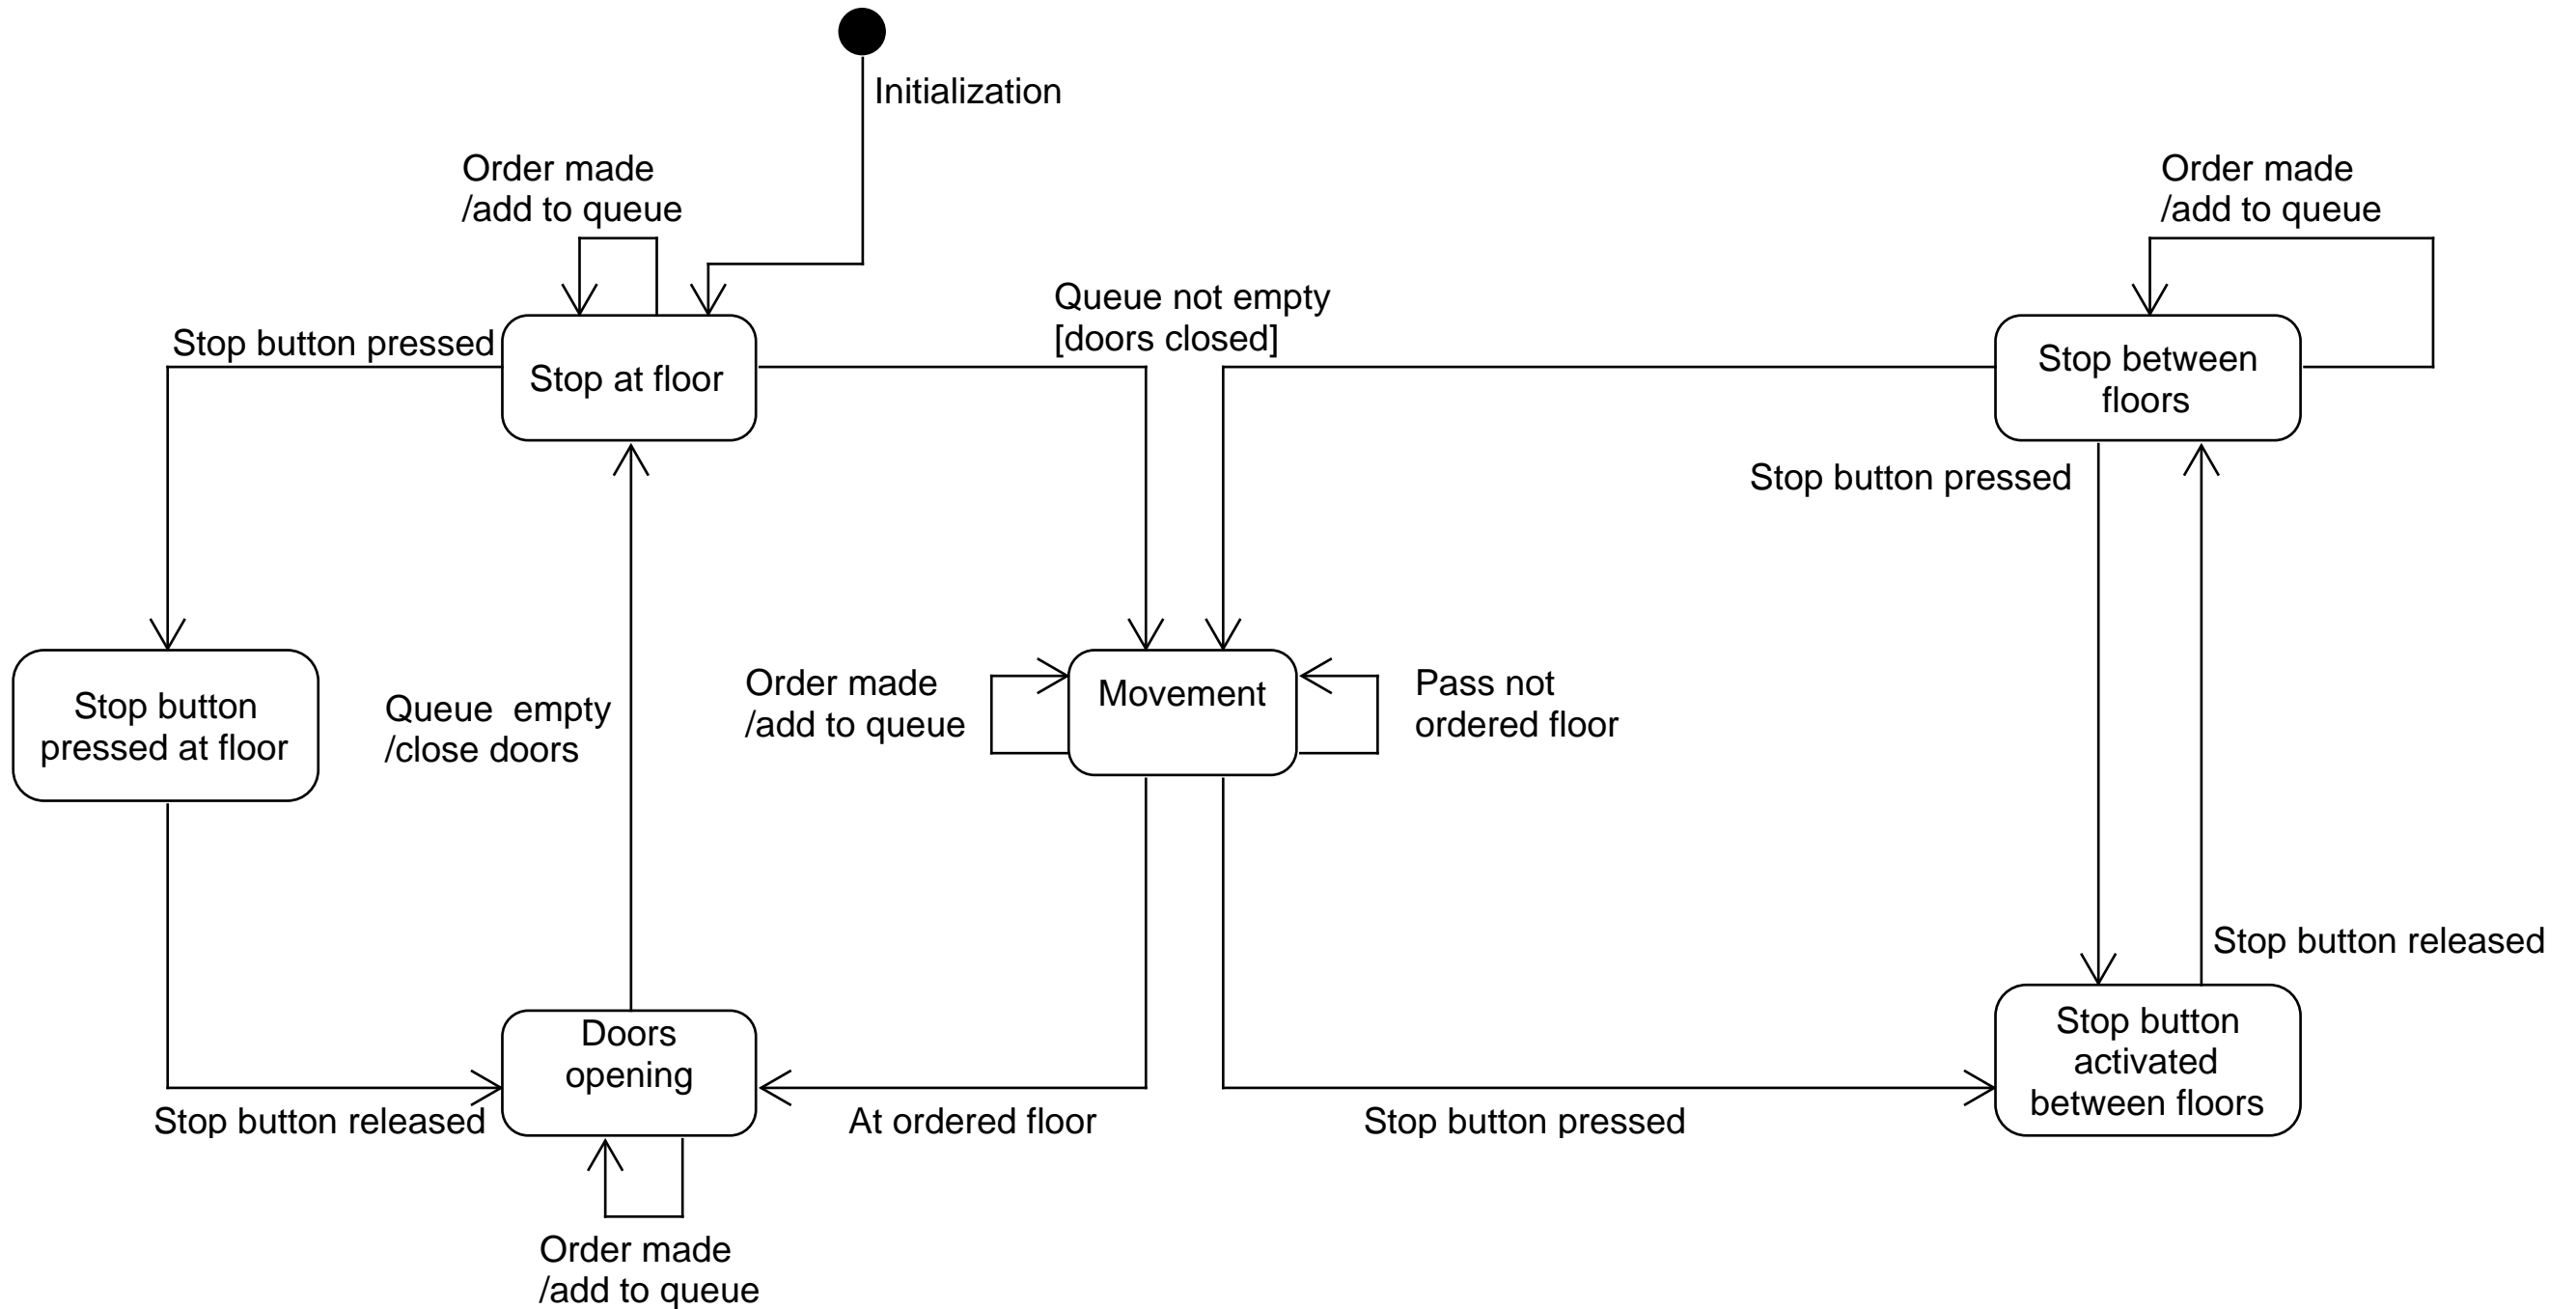 Initialization
Order made
/add to queue
Order made
/add to queue
Queue not empty
[doors closed]
Stop button pressed
Stop at floor
Stop between
floors
Stop button pressed
Stop button
pressed at floor
Queue  empty
/close doors
Order made
/add to queue
Movement
Pass not
ordered floor
Stop button released
Doors
opening
Stop button
activated
between floors
Stop button released
At ordered floor
Stop button pressed
Order made
/add to queue